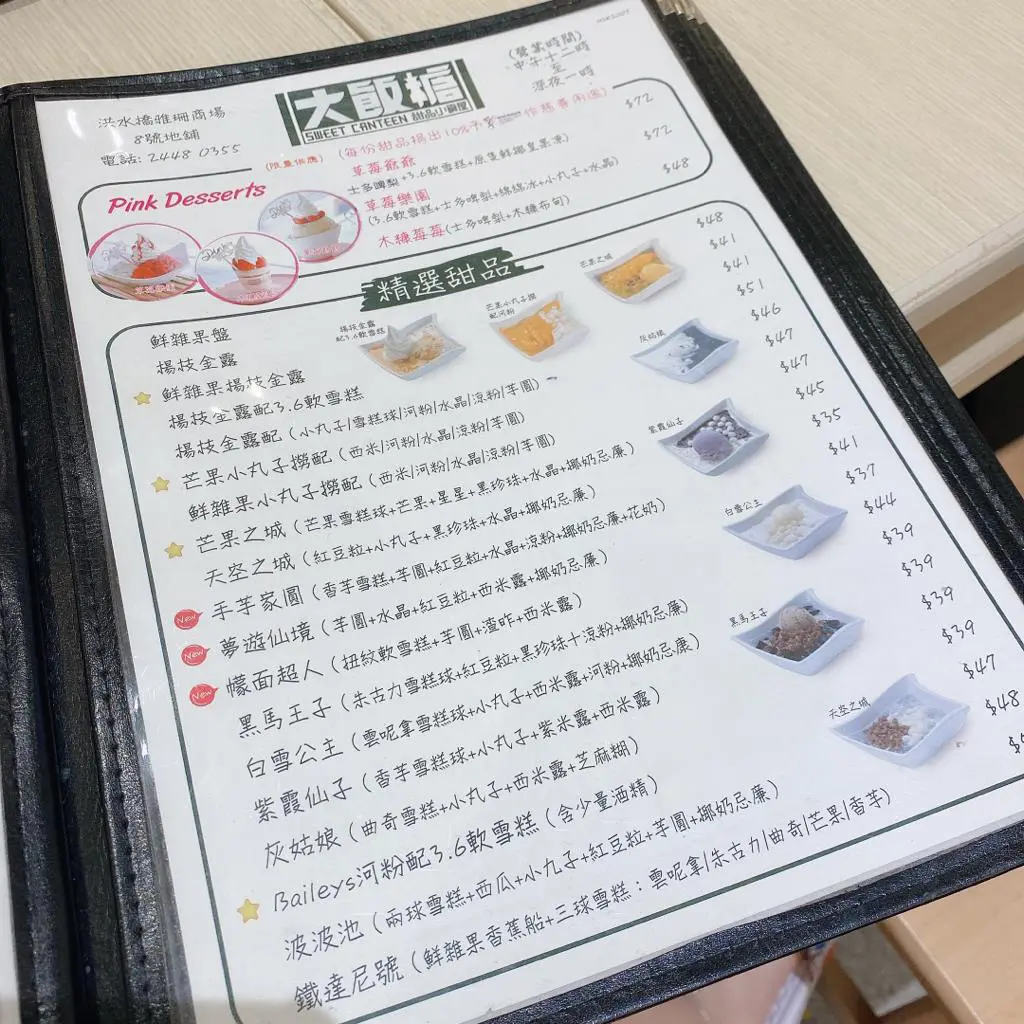 洪水橋雅珊商場
8號地舖
電話: 2448 0355
大飯糖
SWEET CANTEEN 甜品小飯堂
(營業時間)
中午十二時
至
深夜一時
(每份甜品捐出10%予 作慈善用途)
Pink Desserts
(限量供應)
草莓爺爺 $72
士多啤梨+3.6軟雪糕+原隻鮮椰皇果凍)
草莓樂園 $72
(3.6軟雪糕+士多啤梨+綿綿冰+小丸子+水晶)
木糠莓莓(士多啤梨+木糠布甸) $48
精選甜品
鮮雜果盤 $48
楊枝金露 $41
鮮雜果楊枝金露 $41
楊枝金露配3.6軟雪糕 $51
楊枝金露配(小丸子/雪糕球/河粉/水晶/涼粉/芋圓) $46
芒果小丸子撈配(西米/河粉/水晶/涼粉/芋圓) $47
鮮雜果小丸子撈配(西米/河粉/水晶/涼粉/芋圓) $47
芒果之城(芒果雪糕球+芒果+星星+黑珍珠+水晶+椰奶忌廉) $45
天空之城(紅豆粒+小丸子+黑珍珠+水晶+椰奶忌廉) $35
New 手芋家圓(香芋雪糕+芋圓+紅豆粒+水晶+涼粉+椰奶忌廉+花奶) $41
New 夢遊仙境(芋圓+水晶+紅豆粒+西米露+椰奶忌廉) $37
New 幪面超人(扭紋軟雪糕+芋圓+渣咋+西米露) $44
黑馬王子(朱古力雪糕球+紅豆粒+黑珍珠+涼粉+椰奶忌廉) $39
白雪公主(雲呢拿雪糕球+小丸子+西米露+河粉+椰奶忌廉) $39
紫霞仙子(香芋雪糕球+小丸子+紫米露+西米露) $39
灰姑娘(曲奇雪糕+小丸子+西米露+芝麻糊) $39
Baileys河粉配3.6軟雪糕(含少量酒精) $47
波波池(兩球雪糕+西瓜+小丸子+紅豆粒+芋圓+椰奶忌廉) $48
鐵達尼號(鮮雜果香蕉船+三球雪糕：雲呢拿/朱古力/曲奇/芒果/香芋)
楊枝金露
配3.6軟雪糕
芒果小丸子撈
配河粉
芒果之城
灰姑娘
紫霞仙子
白雪公主
黑馬王子
天空之城